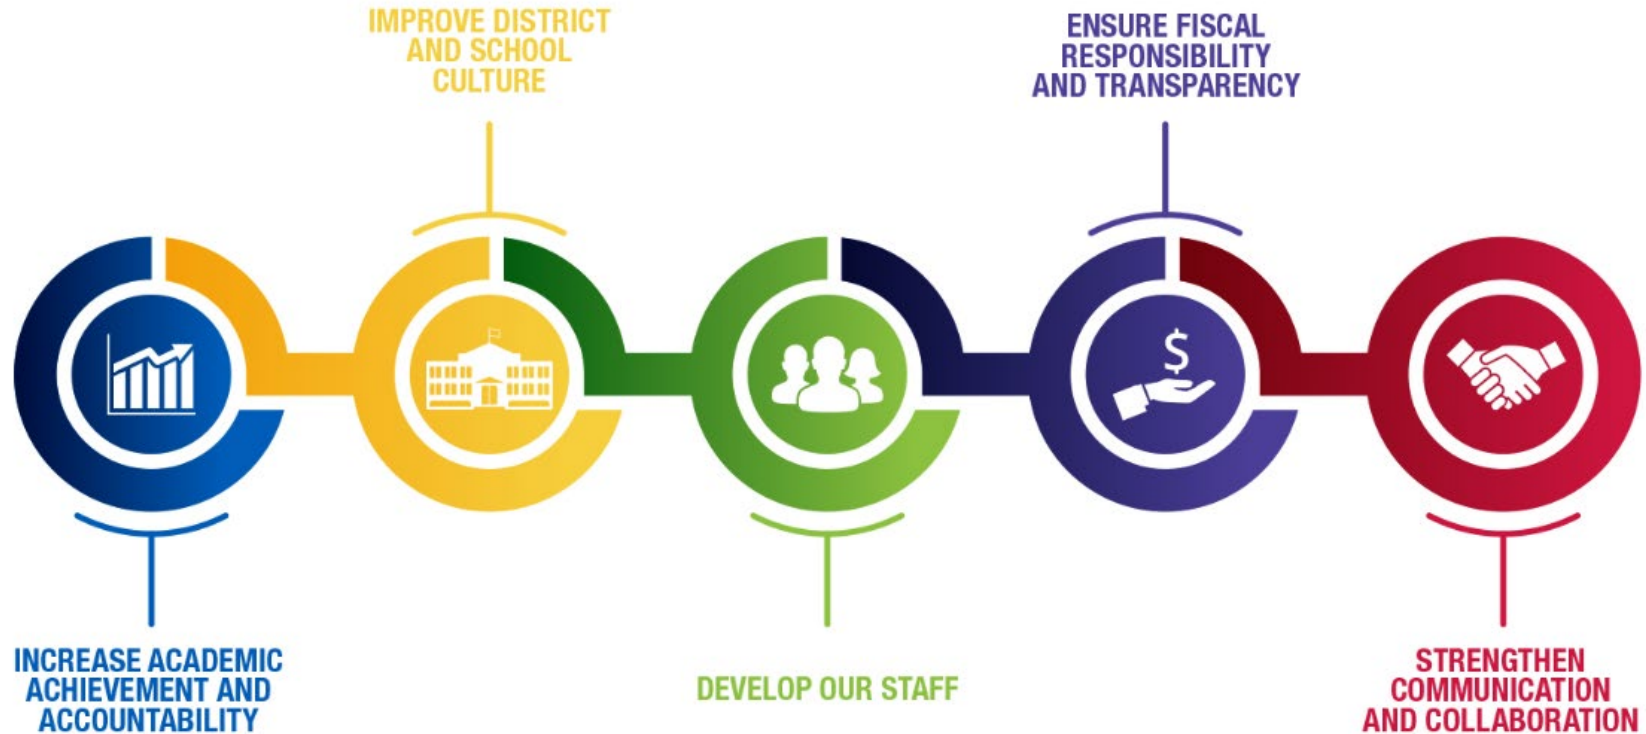 IMPROVE DISTRICT
AND SCHOOL
CULTURE
ENSURE FISCAL
RESPONSIBILITY
AND TRANSPARENCY
$
INCREASE ACADEMIC
ACHIEVEMENT AND
ACCOUNTABILITY
DEVELOP OUR STAFF
STRENGTHEN
COMMUNICATION
AND COLLABORATION